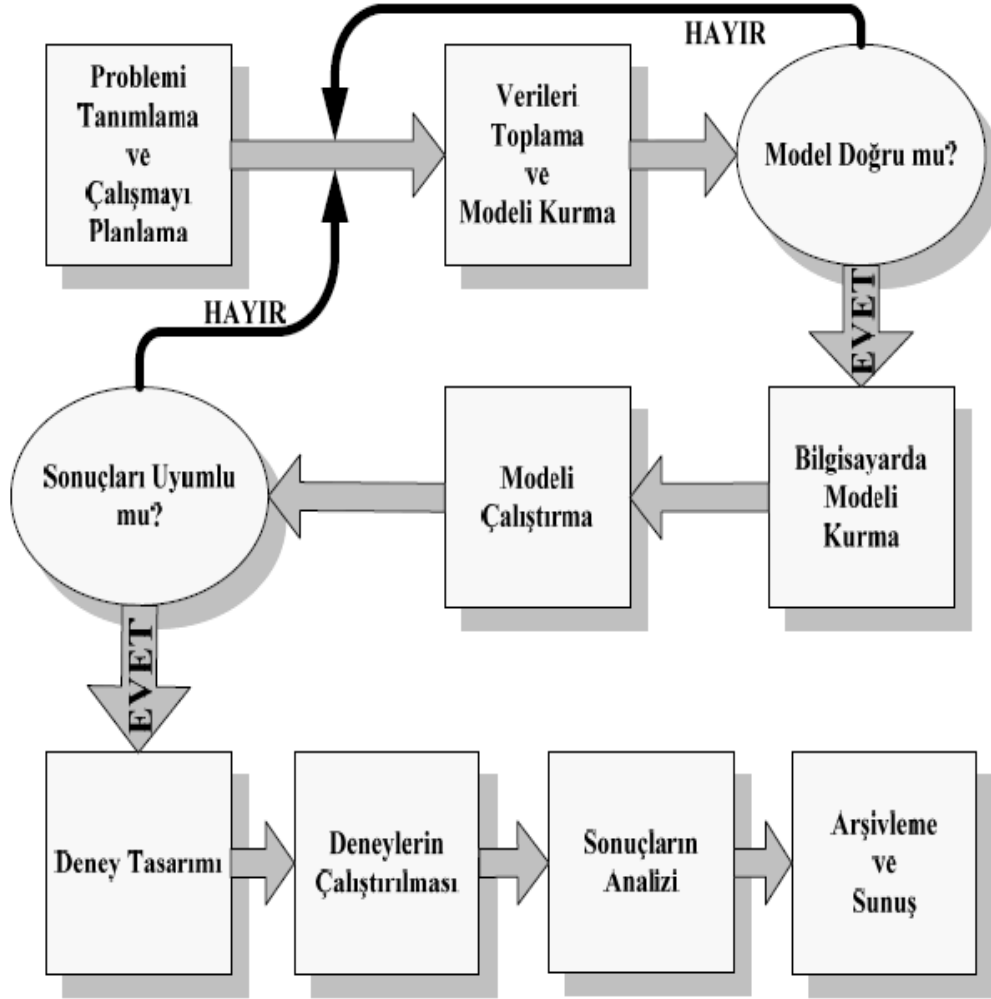 HAYIR
Problemi
Tanımlama
ve
Çalışmayı
Planlama
Verileri
Toplama
ve
Modeli Kurma
Model Doğru mu?
EVET
HAYIR
Sonuçları Uyumlu
mu?
Modeli
Çalıştırma
Bilgisayarda
Modeli
Kurma
EVET
Deney Tasarımı
Deneylerin
Çalıştırılması
Sonuçların
Analizi
Arşivleme
ve
Sunuş